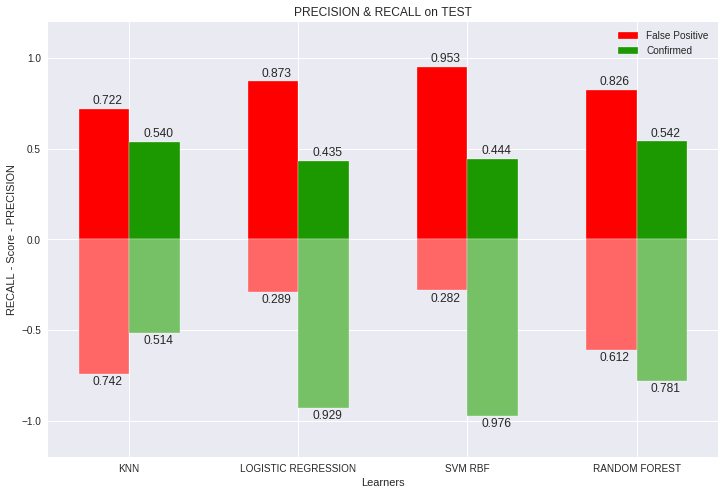 PRECISION & RECALL on TEST
False Positive
Confirmed
RECALL - Score - PRECISION
1.0
0.5
0.0
−0.5
−1.0
0.722
0.540
0.873
0.435
0.953
0.444
0.826
0.542
0.742
0.514
0.289
0.929
0.282
0.976
0.612
0.781
KNN
LOGISTIC REGRESSION
SVM RBF
RANDOM FOREST
Learners